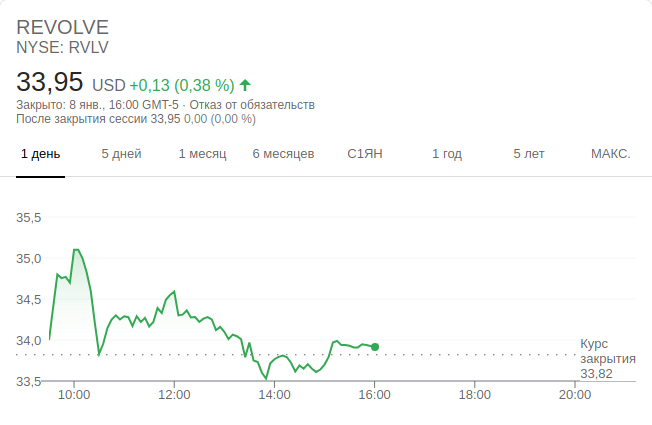 REVOLVE
NYSE: RVLV
33,95 USD +0,13 (0,38 %)
Закрыто: 8 янв., 16:00 GMT-5 · Отказ от обязательств
После закрытия сессии 33,95 0,00 (0,00 %)
1 день 5 дней 1 месяц 6 месяцев С1ЯН 1 год 5 лет МАКС.
35,5
35,0
34,5
34,0
33,5
Курс
закрытия
33,82
10:00 12:00 14:00 16:00 18:00 20:00